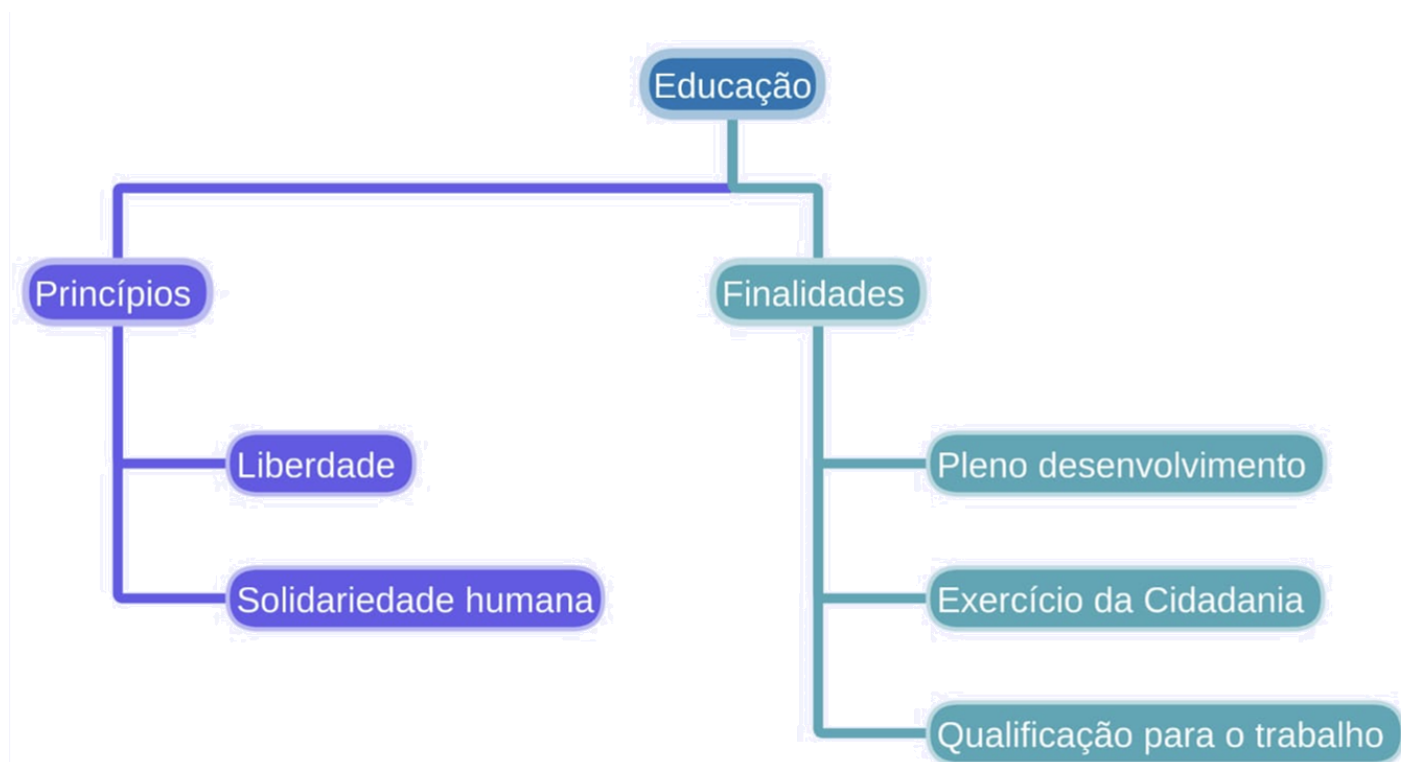 Educação
Princípios
Finalidades
Liberdade
Pleno desenvolvimento
Solidariedade humana
Exercício da Cidadania
Qualificação para o trabalho